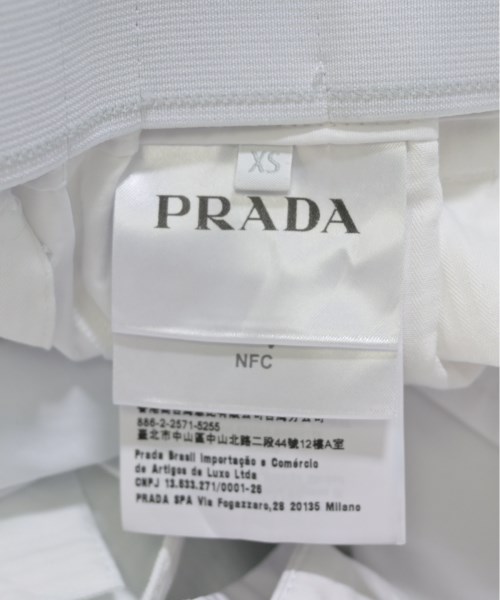 XS
PRADA
NFC
886-2-2571-5255
臺北市中山區中山北路二段44號12樓A室
Prada Brasil Importação e Comércio
de Artigos de Luxo Ltda
CNPJ 13.633.271/0001-26
PRADA SPA Via Fogazzaro,28 20135 Milano